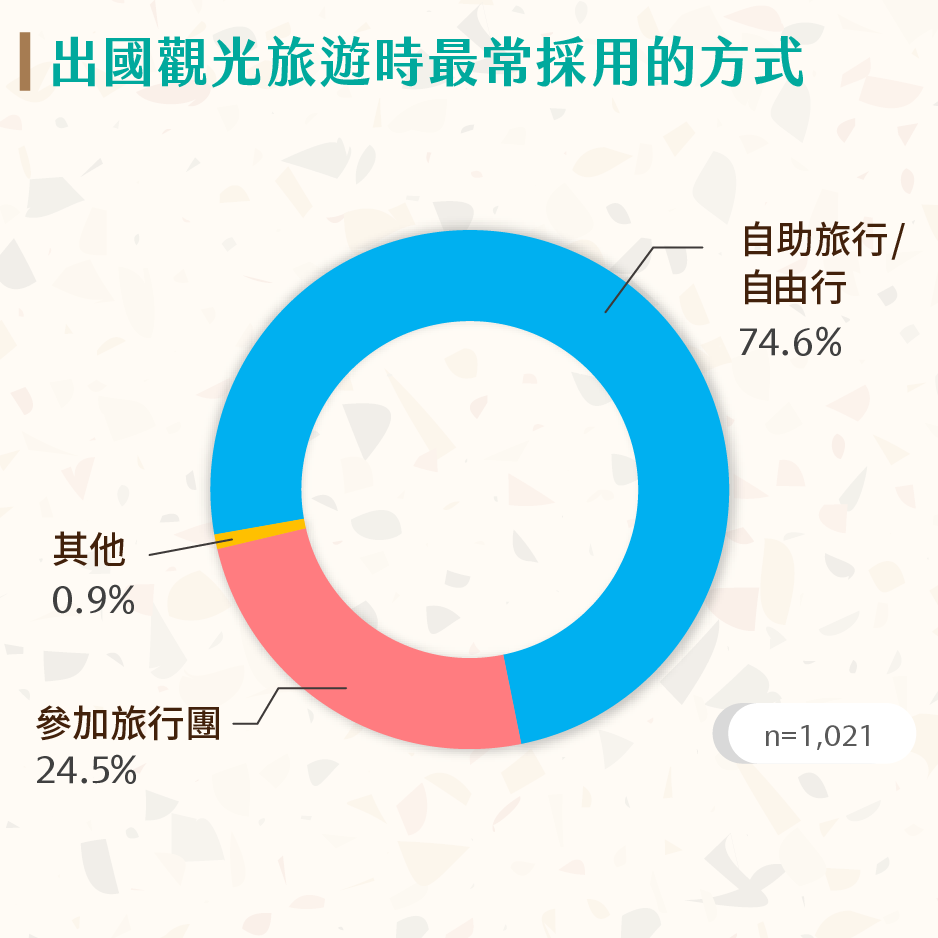 出國觀光旅遊時最常採用的方式
自助旅行/
自由行
74.6%
其他
0.9%
參加旅行團
24.5%
n=1,021